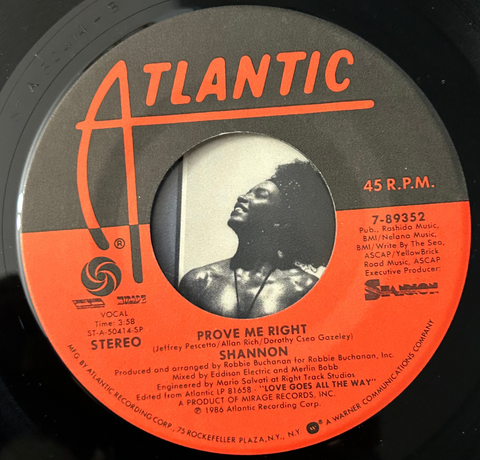 ATLANTIC
®
45 R.P.M.
7-89352
Pub., Rashida Music,
BMI/Nelana Music,
BMI/Write By The Sea,
ASCAP/YellowBrick
Road Music, ASCAP
Executive Producer:
MIRAGE
VOCAL
Time: 3:58
ST-A-50414-SP
STEREO
PROVE ME RIGHT
(Jeffrey Pescetto/Allan Rich/Dorothy Csea Gazeley)
SHANNON
Produced and arranged by Robbie Buchanan for Robbie Buchanan, Inc.
Mixed by Eddison Electric and Merlin Bobb
Engineered by Mario Salvati at Right Track Studios
Edited from Atlantic LP 81658 - "LOVE GOES ALL THE WAY"
A PRODUCT OF MIRAGE RECORDS, INC.
℗ 1986 Atlantic Recording Corp.
MFG. BY ATLANTIC RECORDING CORP., 75 ROCKEFELLER PLAZA, N.Y., N.Y. A WARNER COMMUNICATIONS COMPANY